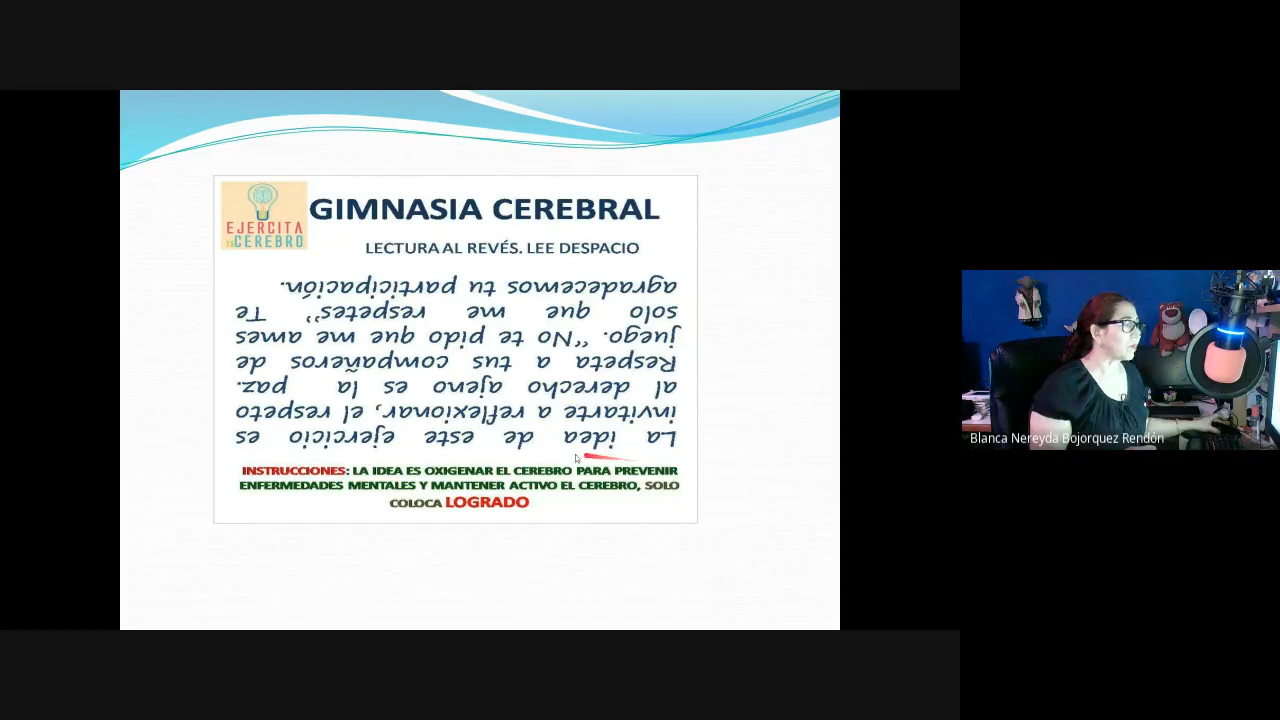 EJERCITA
TU CEREBRO
GIMNASIA CEREBRAL
LECTURA AL REVÉS. LEE DESPACIO
La idea de este ejercicio es
invitarte a reflexionar, el respeto
al derecho ajeno es la paz.
Respeta a tus compañeros de
juego. “No te pido que me ames
solo que me respetes” Te
agradecemos tu participación.
INSTRUCCIONES: LA IDEA ES OXIGENAR EL CEREBRO PARA PREVENIR
ENFERMEDADES MENTALES Y MANTENER ACTIVO EL CEREBRO, SOLO
COLOCA LOGRADO
Blanca Nereyda Bojorquez Rendón